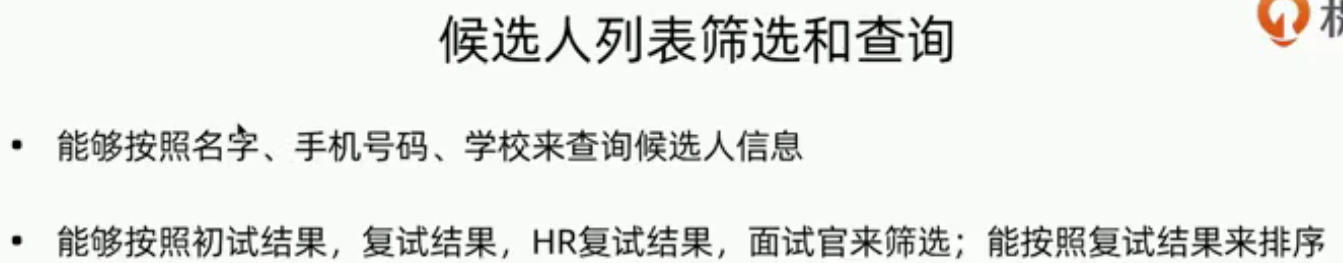 候选人列表筛选和查询
• 能够按照名字、手机号码、学校来查询候选人信息
• 能够按照初试结果，复试结果，HR复试结果，面试官来筛选；能按照复试结果来排序